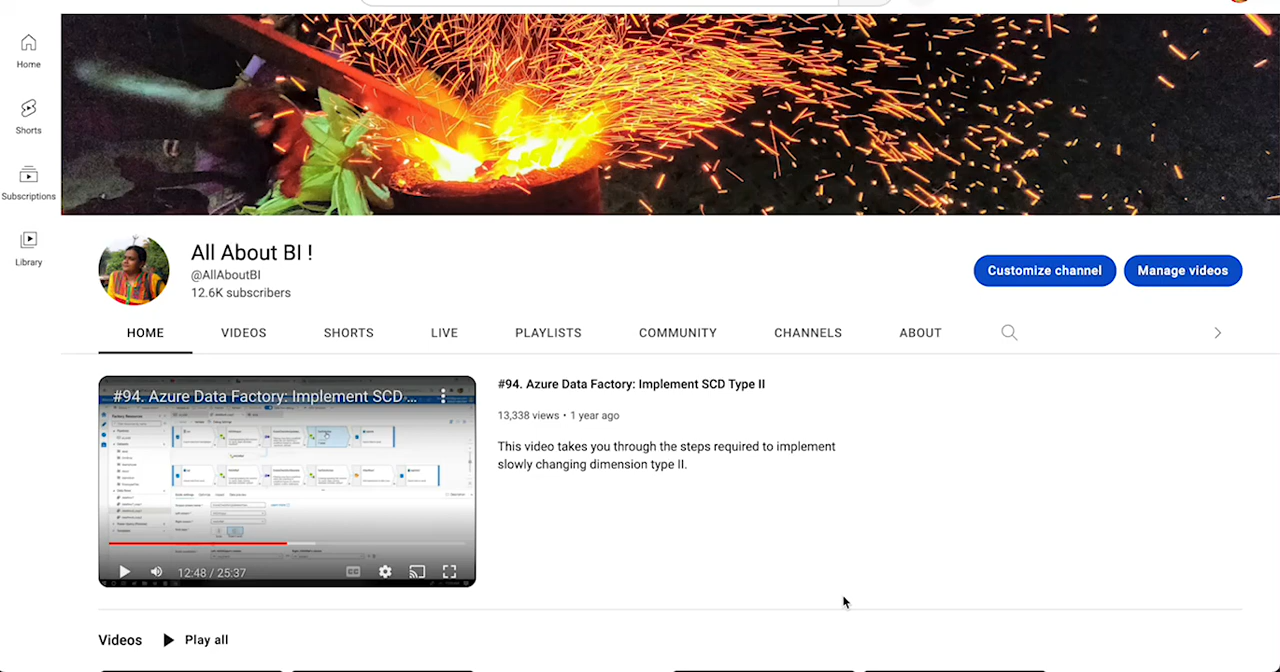 Home
Shorts
Subscriptions
Library
All About BI !
@AllAboutBI
12.6K subscribers
Customize channel
Manage videos
HOME
VIDEOS
SHORTS
LIVE
PLAYLISTS
COMMUNITY
CHANNELS
ABOUT
#94. Azure Data Factory: Implement SCD ...
12:48 / 25:37
#94. Azure Data Factory: Implement SCD Type II
13,338 views • 1 year ago
This video takes you through the steps required to implement
slowly changing dimension type II.
Videos
Play all